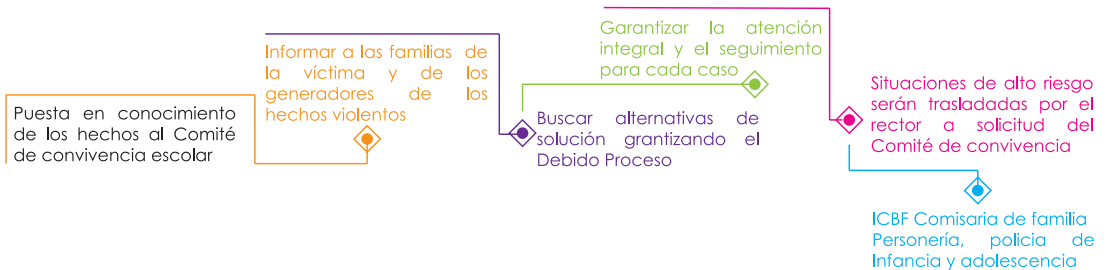 Puesta en conocimiento
de los hechos al Comité
de convivencia escolar
Informar a las familias de
la víctima y de los
generadores de los
hechos violentos
Buscar alternativas de
solución grantizando el
Debido Proceso
Garantizar la atención
integral y el seguimiento
para cada caso
Situaciones de alto riesgo
serán trasladadas por el
rector a solicitud del
Comité de convivencia
ICBF Comisaria de familia
Personería, policia de
Infancia y adolescencia